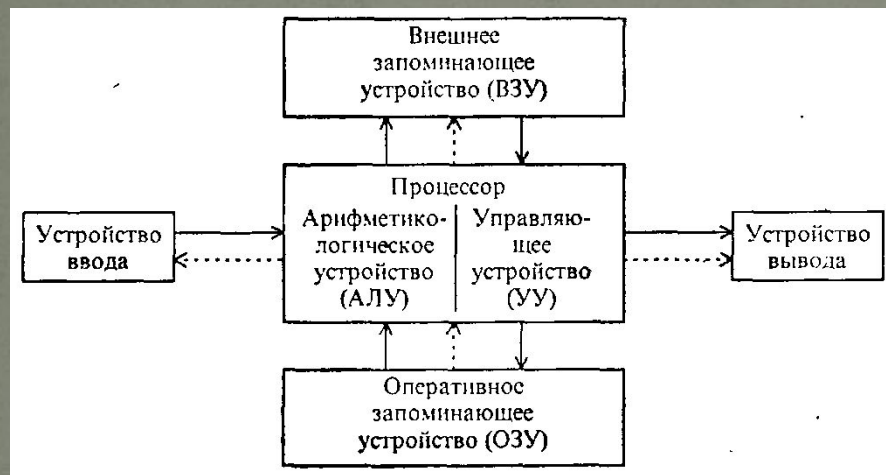 Внешнее
запоминающее
устройство (ВЗУ)
Процессор
Арифметико-
логическое
устройство
(АЛУ)
Управляю-
щее
устройство
(УУ)
Устройство
ввода
Устройство
вывода
Оперативное
запоминающее
устройство (ОЗУ)